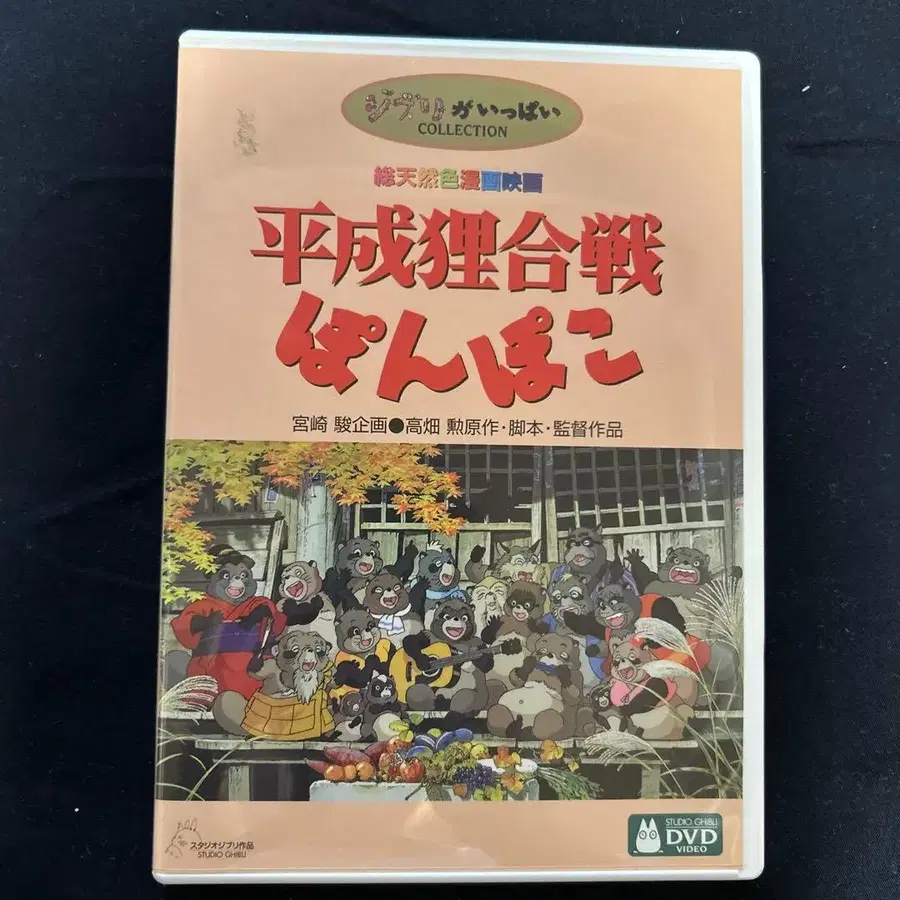 ジブリがいっぱい
COLLECTION
総天然色漫画映画
平成狸合戦
ぽんぽこ
宮崎 駿企画●高畑 勲原作・脚本・監督作品
スタジオジブリ作品
STUDIO GHIBLI
STUDIO GHIBLI
DVD
VIDEO